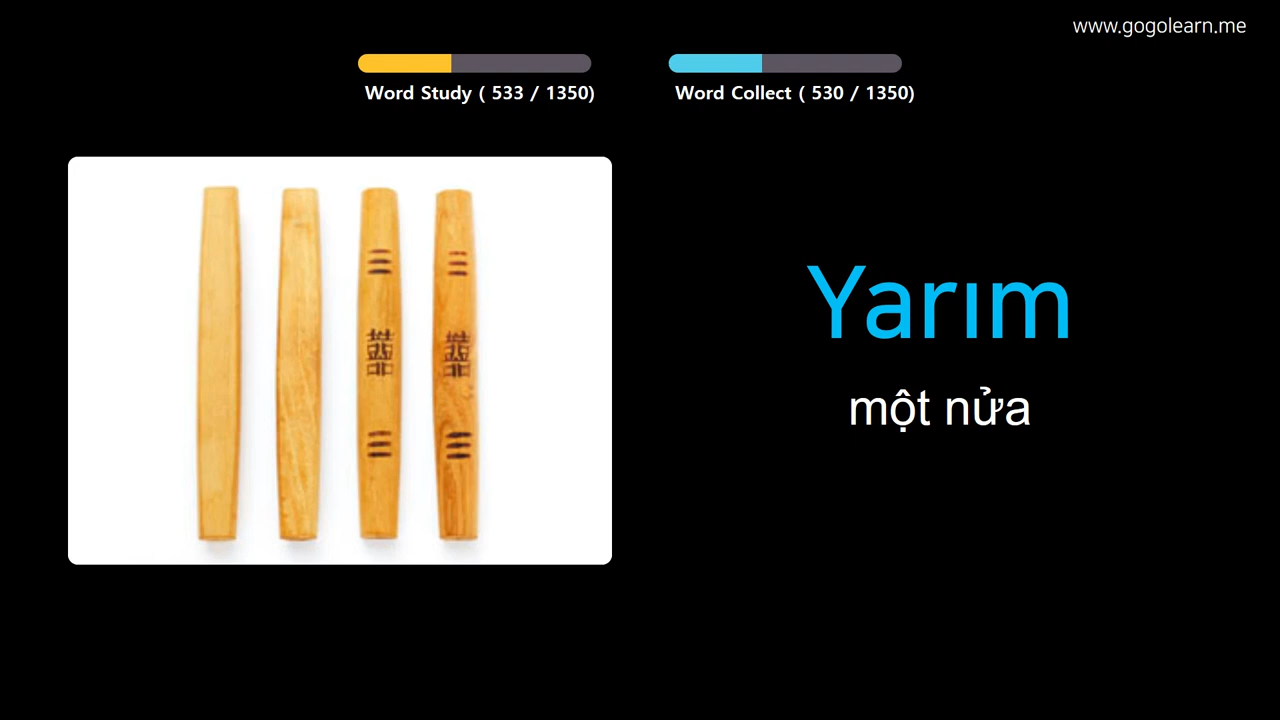 www.gogolearn.me
Word Study ( 533 / 1350)
Word Collect ( 530 / 1350)
Yarım
một nửa